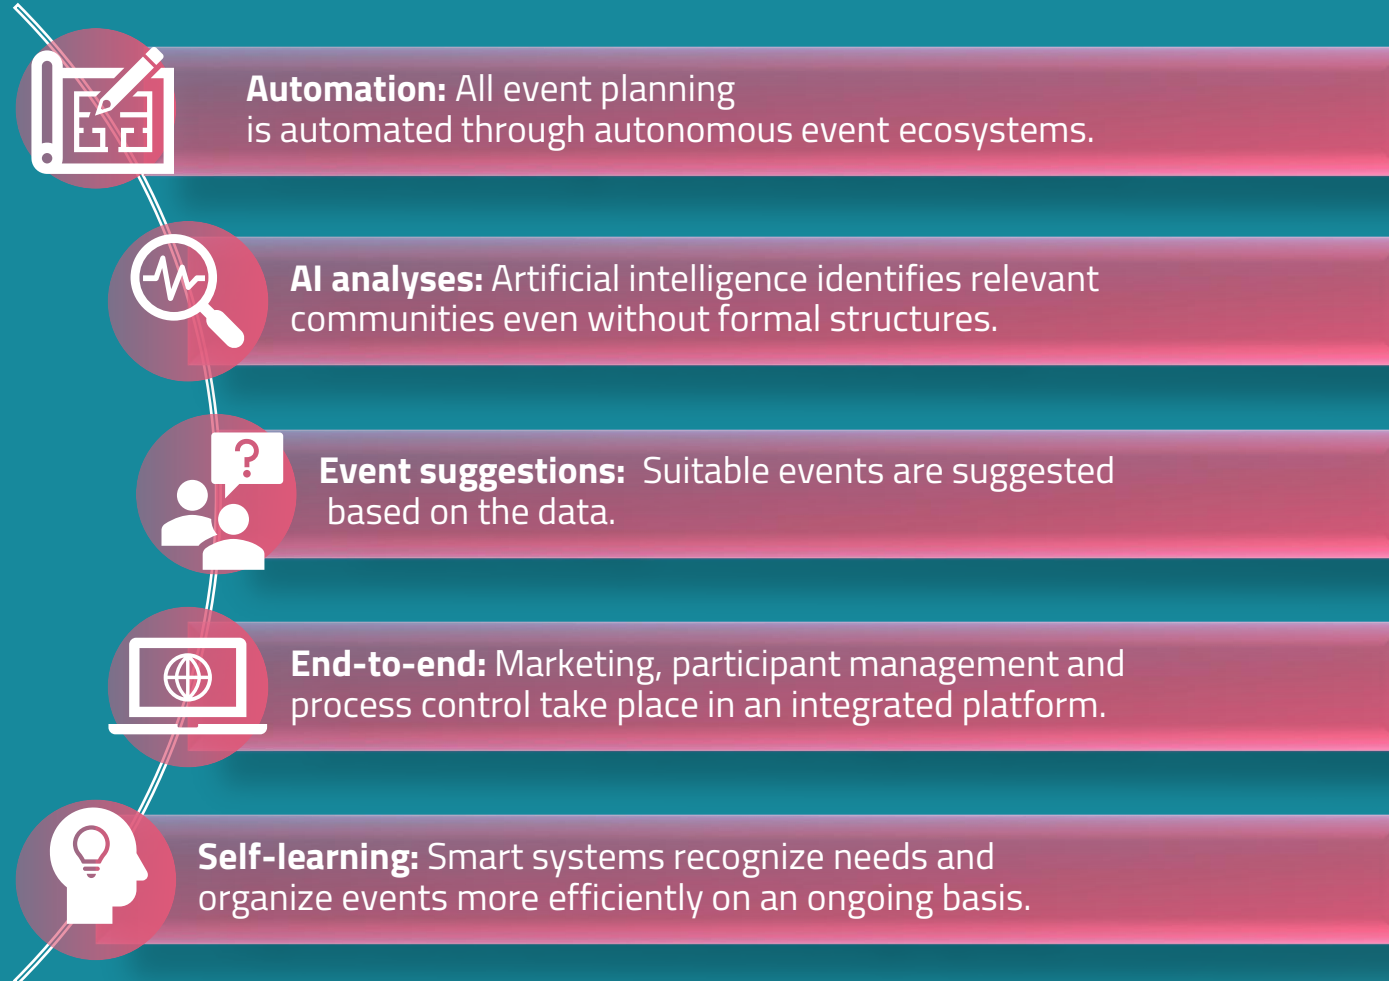 Automation: All event planning
is automated through autonomous event ecosystems.
AI analyses: Artificial intelligence identifies relevant
communities even without formal structures.
?
Event suggestions: Suitable events are suggested
based on the data.
End-to-end: Marketing, participant management and
process control take place in an integrated platform.
Self-learning: Smart systems recognize needs and
organize events more efficiently on an ongoing basis.